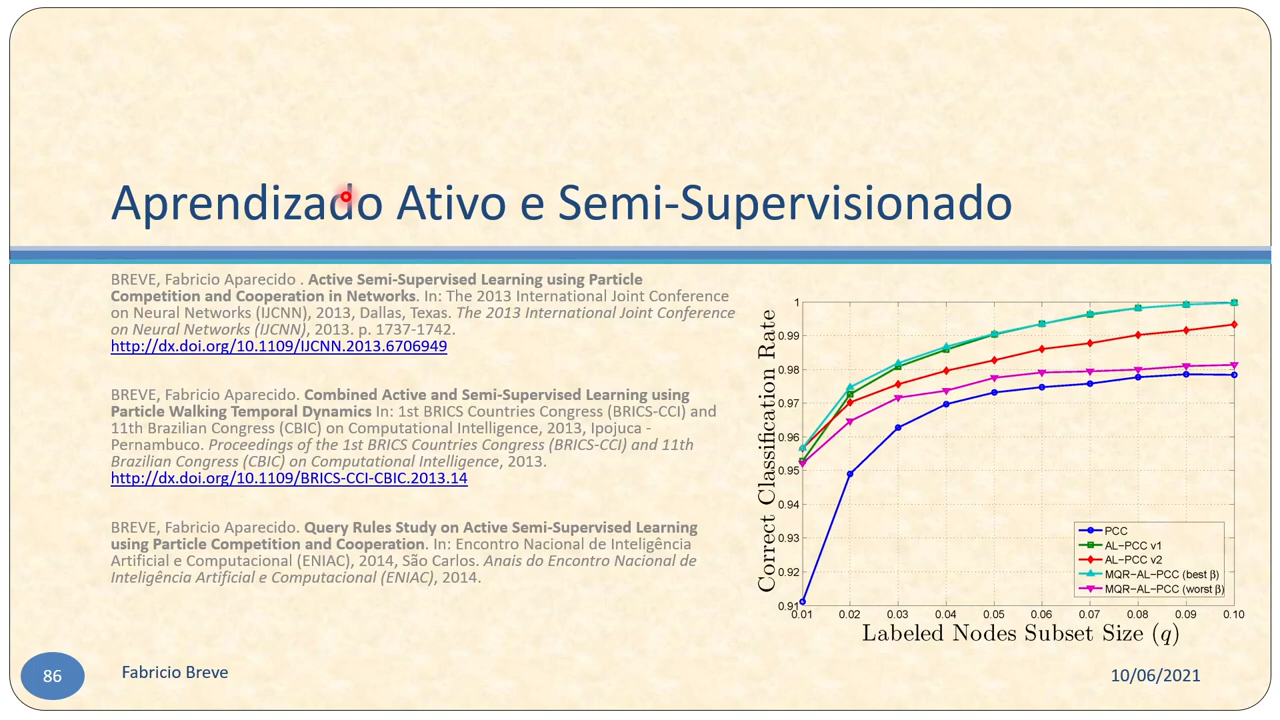 Aprendizado Ativo e Semi-Supervisionado
BREVE, Fabricio Aparecido . Active Semi-Supervised Learning using Particle
Competition and Cooperation in Networks. In: The 2013 International Joint Conference
on Neural Networks (IJCNN), 2013, Dallas, Texas. The 2013 International Joint Conference
on Neural Networks (IJCNN), 2013. p. 1737-1742.
http://dx.doi.org/10.1109/IJCNN.2013.6706949
BREVE, Fabricio Aparecido. Combined Active and Semi-Supervised Learning using
Particle Walking Temporal Dynamics In: 1st BRICS Countries Congress (BRICS-CCI) and
11th Brazilian Congress (CBIC) on Computational Intelligence, 2013, Ipojuca -
Pernambuco. Proceedings of the 1st BRICS Countries Congress (BRICS-CCI) and 11th
Brazilian Congress (CBIC) on Computational Intelligence, 2013.
http://dx.doi.org/10.1109/BRICS-CCI-CBIC.2013.14
BREVE, Fabricio Aparecido. Query Rules Study on Active Semi-Supervised Learning
using Particle Competition and Cooperation. In: Encontro Nacional de Inteligência
Artificial e Computacional (ENIAC), 2014, São Carlos. Anais do Encontro Nacional de
Inteligência Artificial e Computacional (ENIAC), 2014.
Correct Classification Rate
1
0.99
0.98
0.97
0.96
0.95
0.94
0.93
0.92
0.91
PCC
AL−PCC v1
AL−PCC v2
MQR−AL−PCC (best β)
MQR−AL−PCC (worst β)
0.01 0.02 0.03 0.04 0.05 0.06 0.07 0.08 0.09 0.10
Labeled Nodes Subset Size (q)
86
Fabricio Breve
10/06/2021